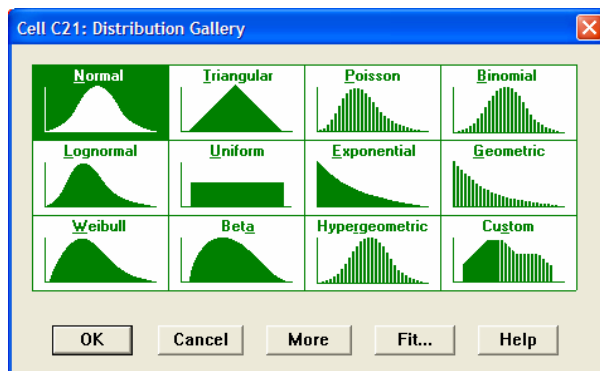 Cell C21: Distribution Gallery
Normal Triangular Poisson Binomial
Lognormal Uniform Exponential Geometric
Weibull Beta Hypergeometric Custom
OK Cancel More Fit... Help